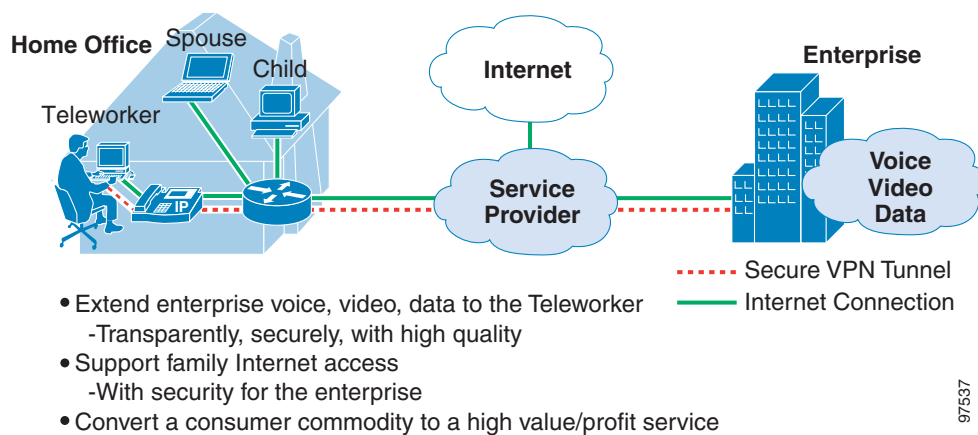 Home Office
Spouse
Child
Teleworker
IP
Internet
Service
Provider
Enterprise
Voice
Video
Data
Secure VPN Tunnel
Internet Connection
• Extend enterprise voice, video, data to the Teleworker
-Transparently, securely, with high quality
• Support family Internet access
-With security for the enterprise
• Convert a consumer commodity to a high value/profit service
97537